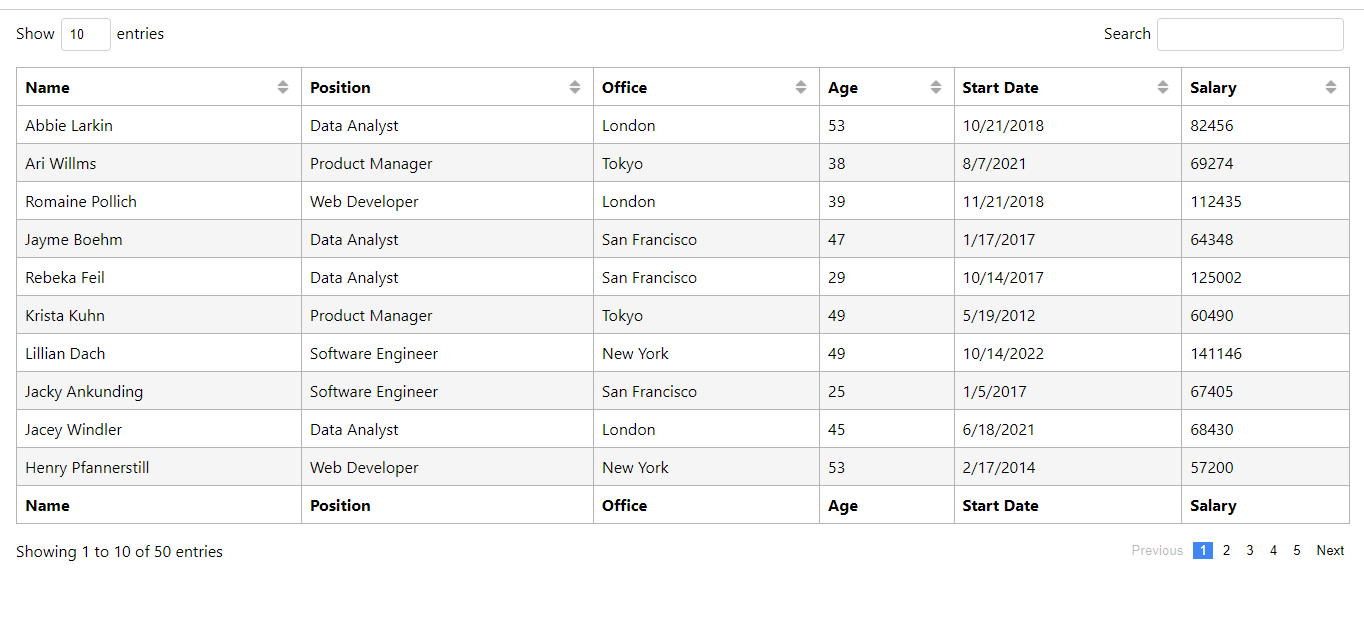 Show 10 entries Search
Name Position Office Age Start Date Salary
Abbie Larkin Data Analyst London 53 10/21/2018 82456
Ari Willms Product Manager Tokyo 38 8/7/2021 69274
Romaine Pollich Web Developer London 39 11/21/2018 112435
Jayme Boehm Data Analyst San Francisco 47 1/17/2017 64348
Rebeka Feil Data Analyst San Francisco 29 10/14/2017 125002
Krista Kuhn Product Manager Tokyo 49 5/19/2012 60490
Lillian Dach Software Engineer New York 49 10/14/2022 141146
Jacky Ankunding Software Engineer San Francisco 25 1/5/2017 67405
Jacey Windler Data Analyst London 45 6/18/2021 68430
Henry Pfannerstill Web Developer New York 53 2/17/2014 57200
Name Position Office Age Start Date Salary
Showing 1 to 10 of 50 entries Previous 1 2 3 4 5 Next